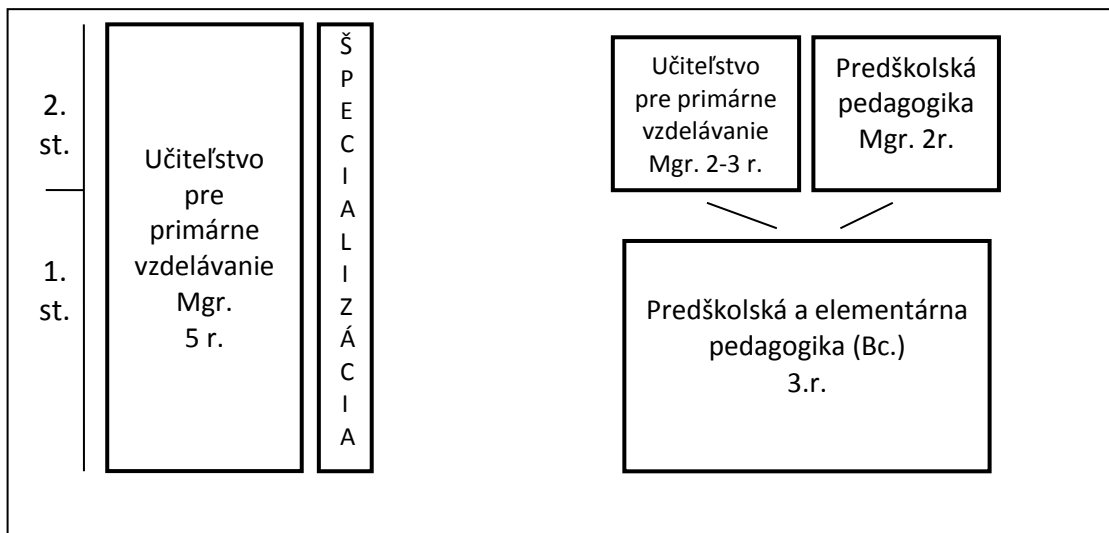 2.
st.
1.
st.
Učiteľstvo
pre
primárne
vzdelávanie
Mgr.
5 r.
Š
P
E
C
I
A
L
I
Z
Á
C
I
A
Učiteľstvo
pre primárne
vzdelávanie
Mgr. 2-3 r.
Predškolská
pedagogika
Mgr. 2r.
Predškolská a elementárna
pedagogika (Bc.)
3.r.